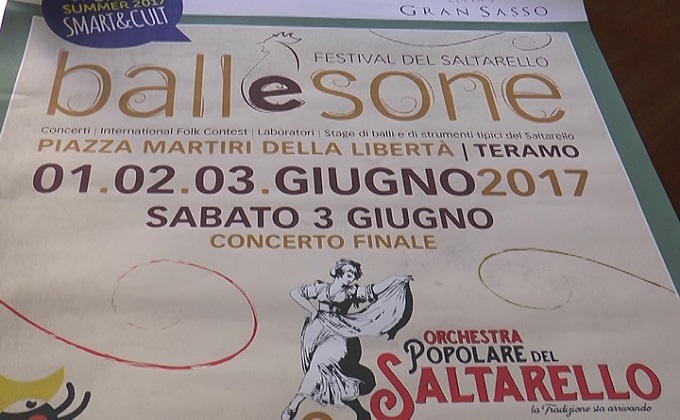 SUMMER 2017
SMART&CULT
GRAN SASSO
FESTIVAL DEL SALTARELLO
ballesone
Concerti | International Folk Contest | Laboratori | Stage di balli e di strumenti tipici del Saltarello
PIAZZA MARTIRI DELLA LIBERTÀ | TERAMO
01.02.03.GIUGNO2017
SABATO 3 GIUGNO
CONCERTO FINALE
ORCHESTRA
POPOLARE DEL
SALTARELLO
la Tradizione sta arrivando